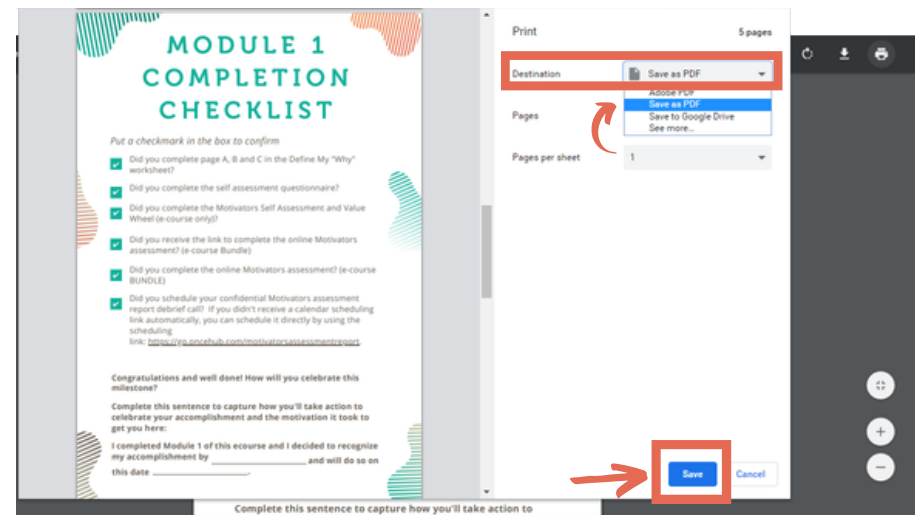 MODULE 1
COMPLETION
CHECKLIST
Put a checkmark in the box to confirm
Did you complete page A, B and C in the Define My "Why"
worksheet?
Did you complete the self assessment questionnaire?
Did you complete the Motivators Self Assessment and Value
Wheel (e-course only)?
Did you receive the link to complete the online Motivators
assessment? (e-course Bundle)
Did you complete the online Motivators assessment? (e-course
BUNDLE)
Did you schedule your confidential Motivators assessment
report debrief call? If you didn't receive a calendar scheduling
link automatically, you can schedule it directly by using the
scheduling
link: https://go.oncehub.com/motivatorsassessmentreport.
Congratulations and well done! How will you celebrate this
milestone?
Complete this sentence to capture how you'll take action to
celebrate your accomplishment and the motivation it took to
get you here:
I completed Module 1 of this ecourse and I decided to recognize
my accomplishment by ____________________ and will do so on
this date ____________________.
Complete this sentence to capture how you'll take action to
Print 5 pages
Destination Save as PDF
Adobe PDF
Save as PDF
Save to Google Drive
See more...
Pages
Pages per sheet 1
Save Cancel